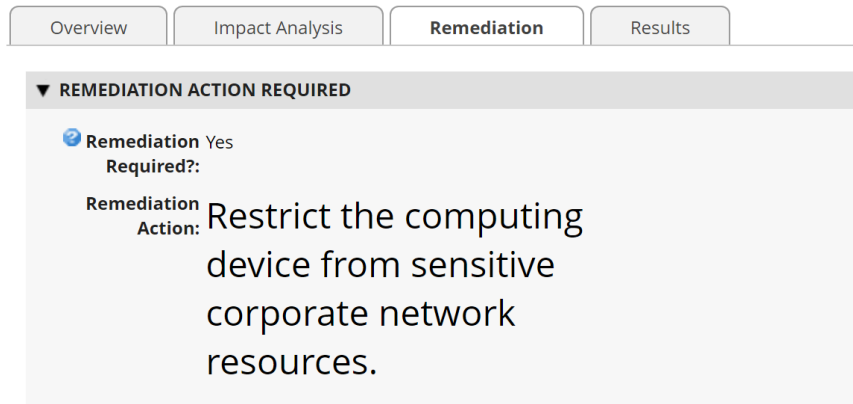 Overview Impact Analysis Remediation Results
▼ REMEDIATION ACTION REQUIRED
? Remediation Yes
Required?:
Remediation
Action:
Restrict the computing
device from sensitive
corporate network
resources.